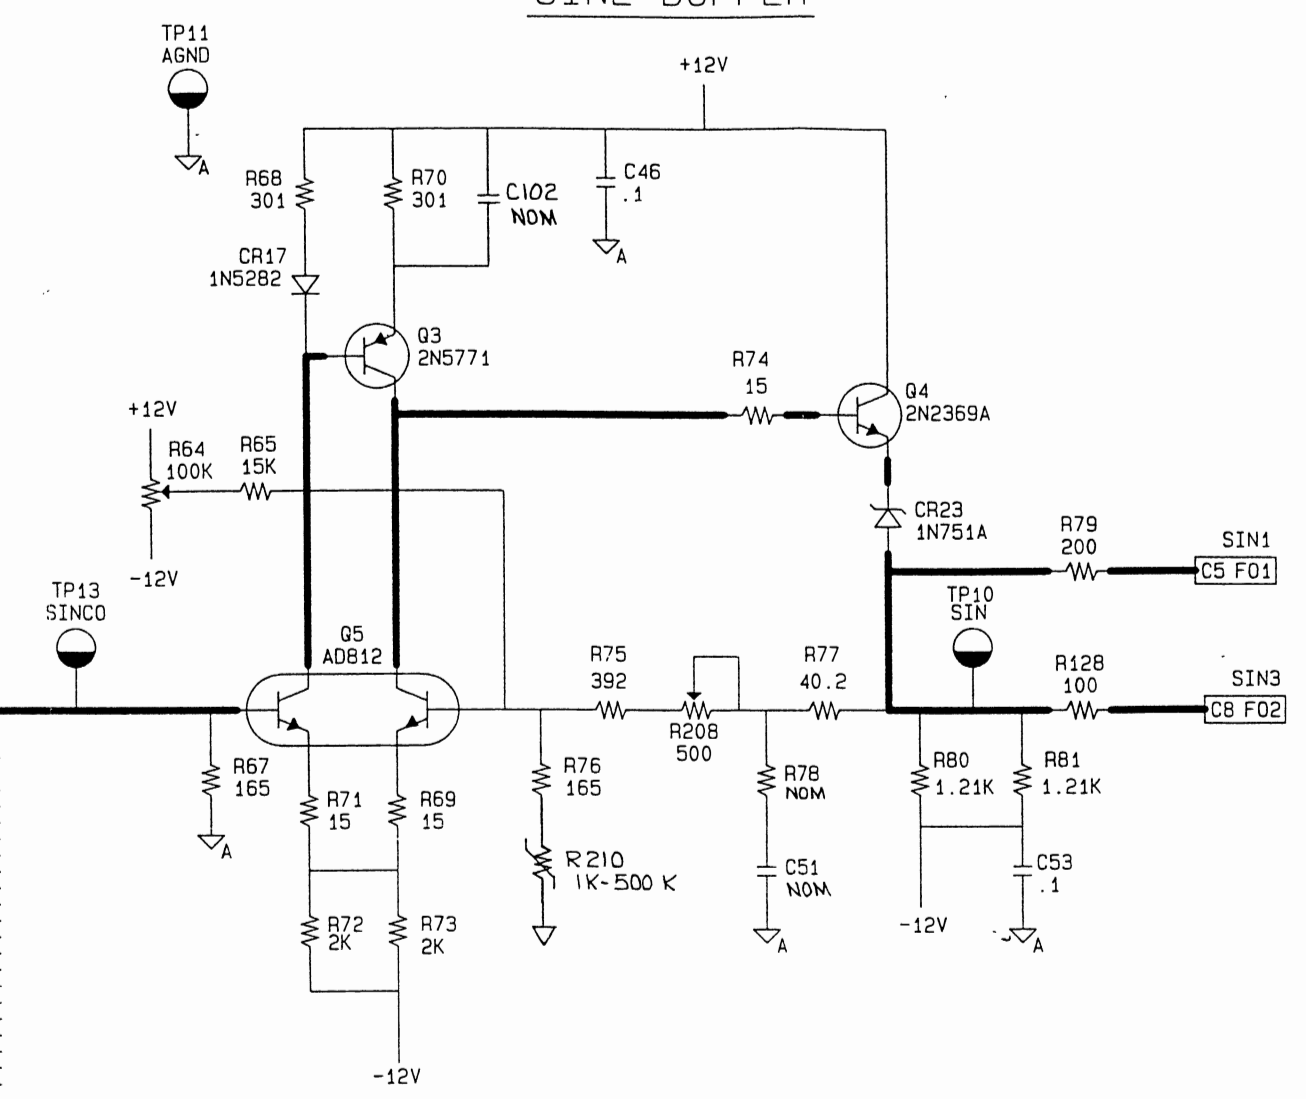 SINE BUFFER
TP11
AGND
A
+12V
R68
301
R70
301
C102
NOM
C46
.1
A
CR17
1N5282
Q3
2N5771
R74
15
Q4
2N2369A
+12V
R64
100K
R65
15K
-12V
CR23
1N751A
R79
200
SIN1
C5 F01
TP13
SINCO
Q5
AD812
TP10
SIN
R75
392
R208
500
R77
40.2
R128
100
SIN3
C8 F02
R67
165
A
R71
15
R69
15
R76
165
R78
NOM
R80
1.21K
R81
1.21K
R210
1K-500K
C51
NOM
A
C53
.1
A
-12V
R72
2K
R73
2K
-12V